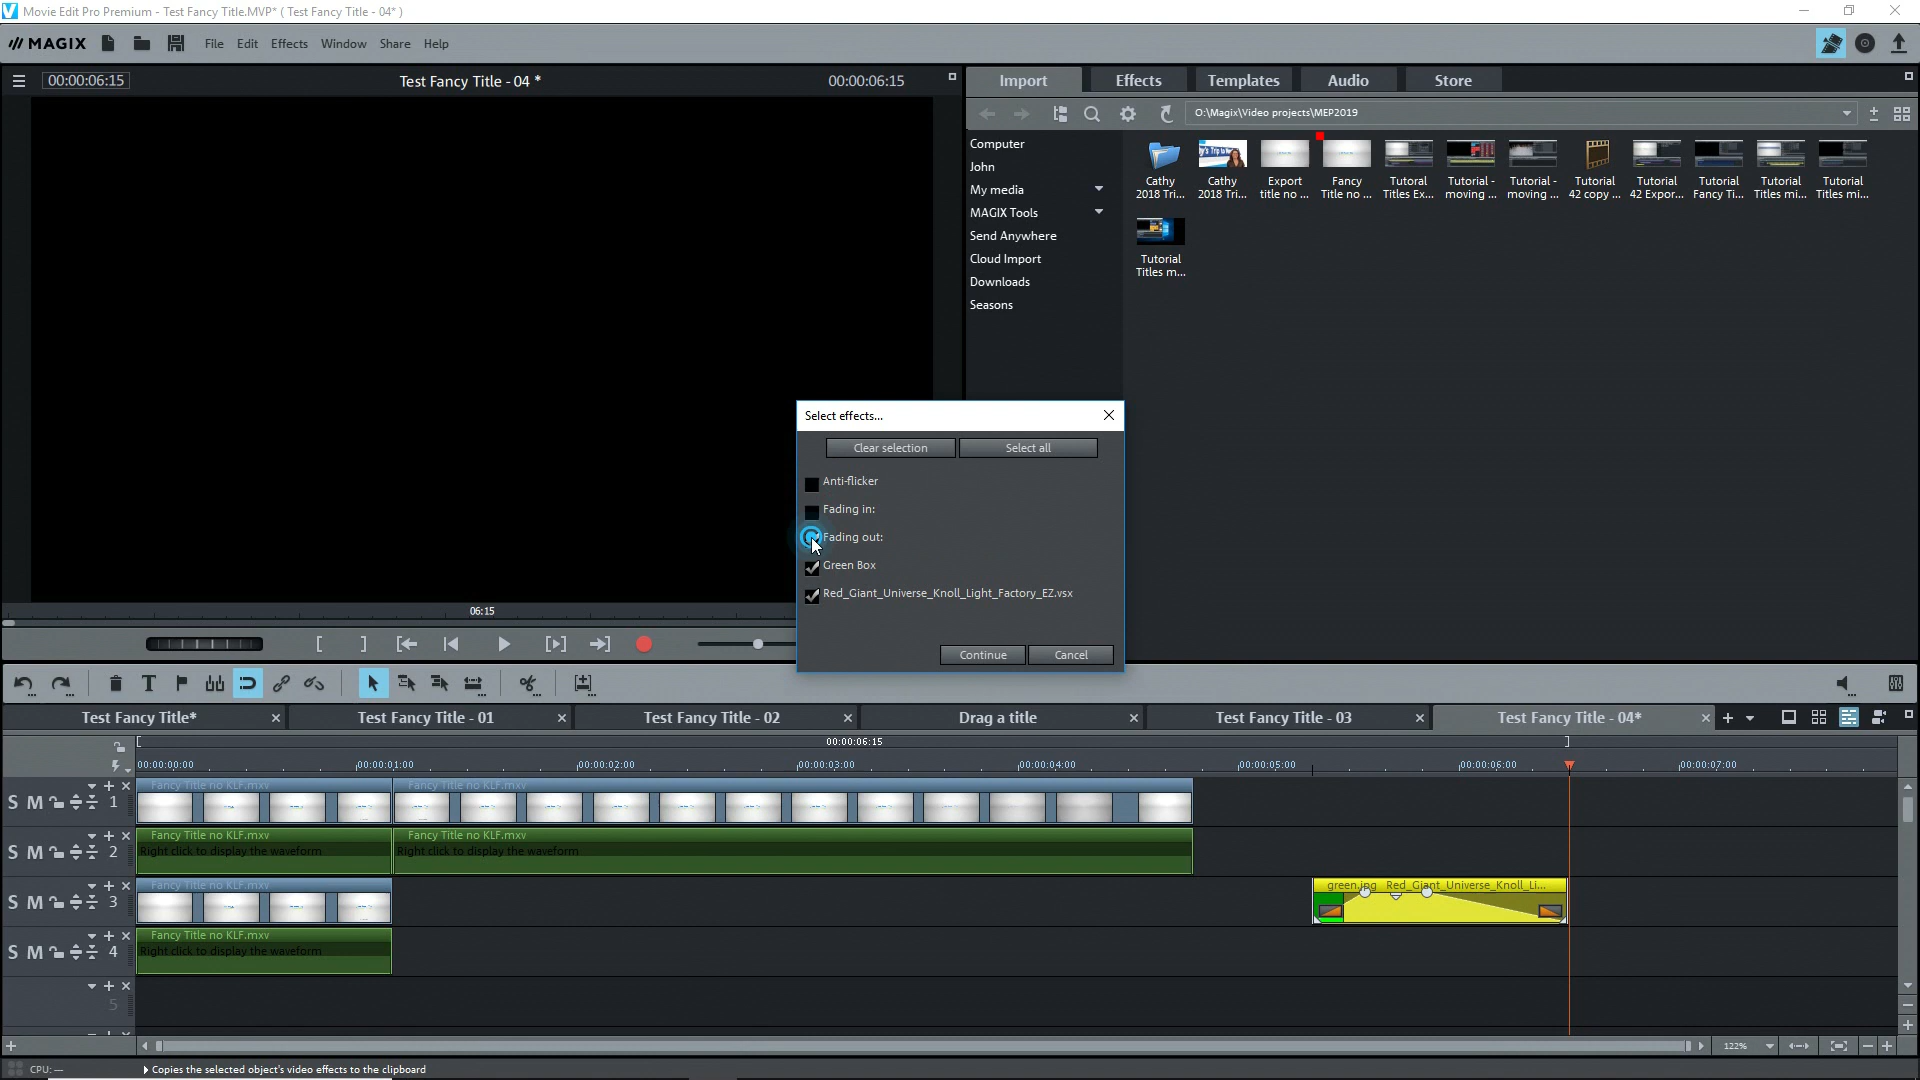 Movie Edit Pro Premium - Test Fancy Title.MVP* ( Test Fancy Title - 04* )
MAGIX File Edit Effects Window Share Help
00:00:06:15 Test Fancy Title - 04 * 00:00:06:15
Import Effects Templates Audio Store
O:\Magix\Video projects\MEP2019
Computer
John
My media
MAGIX Tools
Send Anywhere
Cloud Import
Downloads
Seasons
Cathy Cathy Export Fancy Tutoral Tutorial - Tutorial - Tutorial Tutorial Tutorial Tutorial Tutorial
2018 Tri... 2018 Tri... title no ... Title no ... Titles Ex... moving ... moving ... 42 copy ... 42 Expor... Fancy Ti... Titles mi... Titles mi...
Tutorial
Titles m...
Select effects...
Clear selection Select all
Anti-flicker
Fading in:
Fading out:
Green Box
Red_Giant_Universe_Knoll_Light_Factory_EZ.vsx
Continue Cancel
06:15
Test Fancy Title* Test Fancy Title - 01 Test Fancy Title - 02 Drag a title Test Fancy Title - 03 Test Fancy Title - 04*
00:00:06:15
00:00:00:00 00:00:01:00 00:00:02:00 00:00:03:00 00:00:04:00 00:00:05:00 00:00:06:00 00:00:07:00
S M 1 Fancy Title no KLF.mxv Fancy Title no KLF.mxv
S M 2 Fancy Title no KLF.mxv Fancy Title no KLF.mxv
Right click to display the waveform Right click to display the waveform
S M 3 Fancy Title no KLF.mxv green.jpg Red_Giant_Universe_Knoll_Li...
S M 4 Fancy Title no KLF.mxv
Right click to display the waveform
5
122%
CPU: — Copies the selected object's video effects to the clipboard